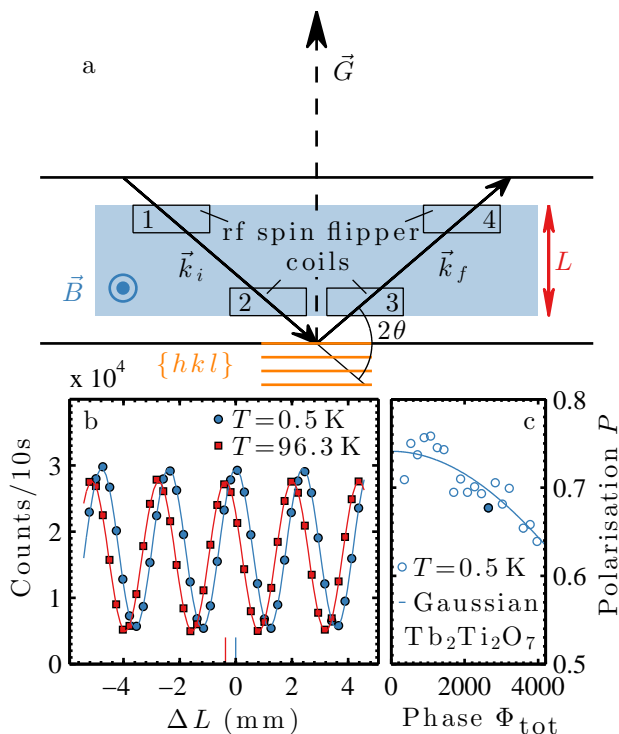 a
G
1
4
rf spin flipper
coils
k_i
k_f
L
B
2
3
2θ
{hkl}
x 10^4
b
T=0.5 K
T=96.3 K
Counts/10s
3
2
1
0
−4
−2
0
2
4
ΔL (mm)
c
0.8
0.7
0.6
0.5
Polarisation P
T=0.5 K
Gaussian
Tb₂Ti₂O₇
0
2000
4000
Phase Φ_tot